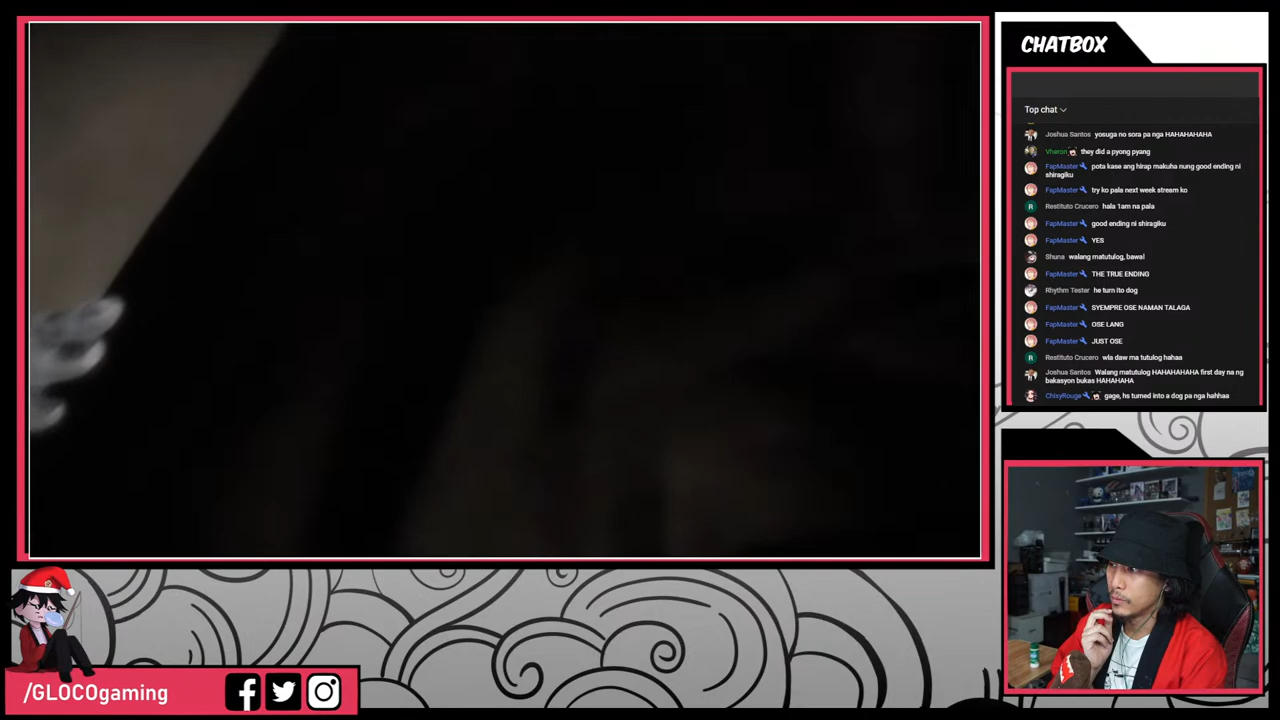 CHATBOX
Top chat
Joshua Santos yosuga no sora pa nga HAHAHAHAHA
Vheron they did a pyong pyang
FapMaster pota kase ang hirap makuha nung good ending ni
shiragiku
FapMaster try ko pala next week stream ko
R Restituto Crucero hala 1am na pala
FapMaster good ending ni shiragiku
FapMaster YES
Shuna walang matutulog, bawal
FapMaster THE TRUE ENDING
Rhythm Tester he turn ito dog
FapMaster SYEMPRE OSE NAMAN TALAGA
FapMaster OSE LANG
FapMaster JUST OSE
R Restituto Crucero wla daw ma tutulog hahaa
Joshua Santos Walang matutulog HAHAHAHAHA first day na ng
bakasyon bukas HAHAHAHA
ChixyRouge gage, hs turned into a dog pa nga hahhaa
/GLOCOgaming